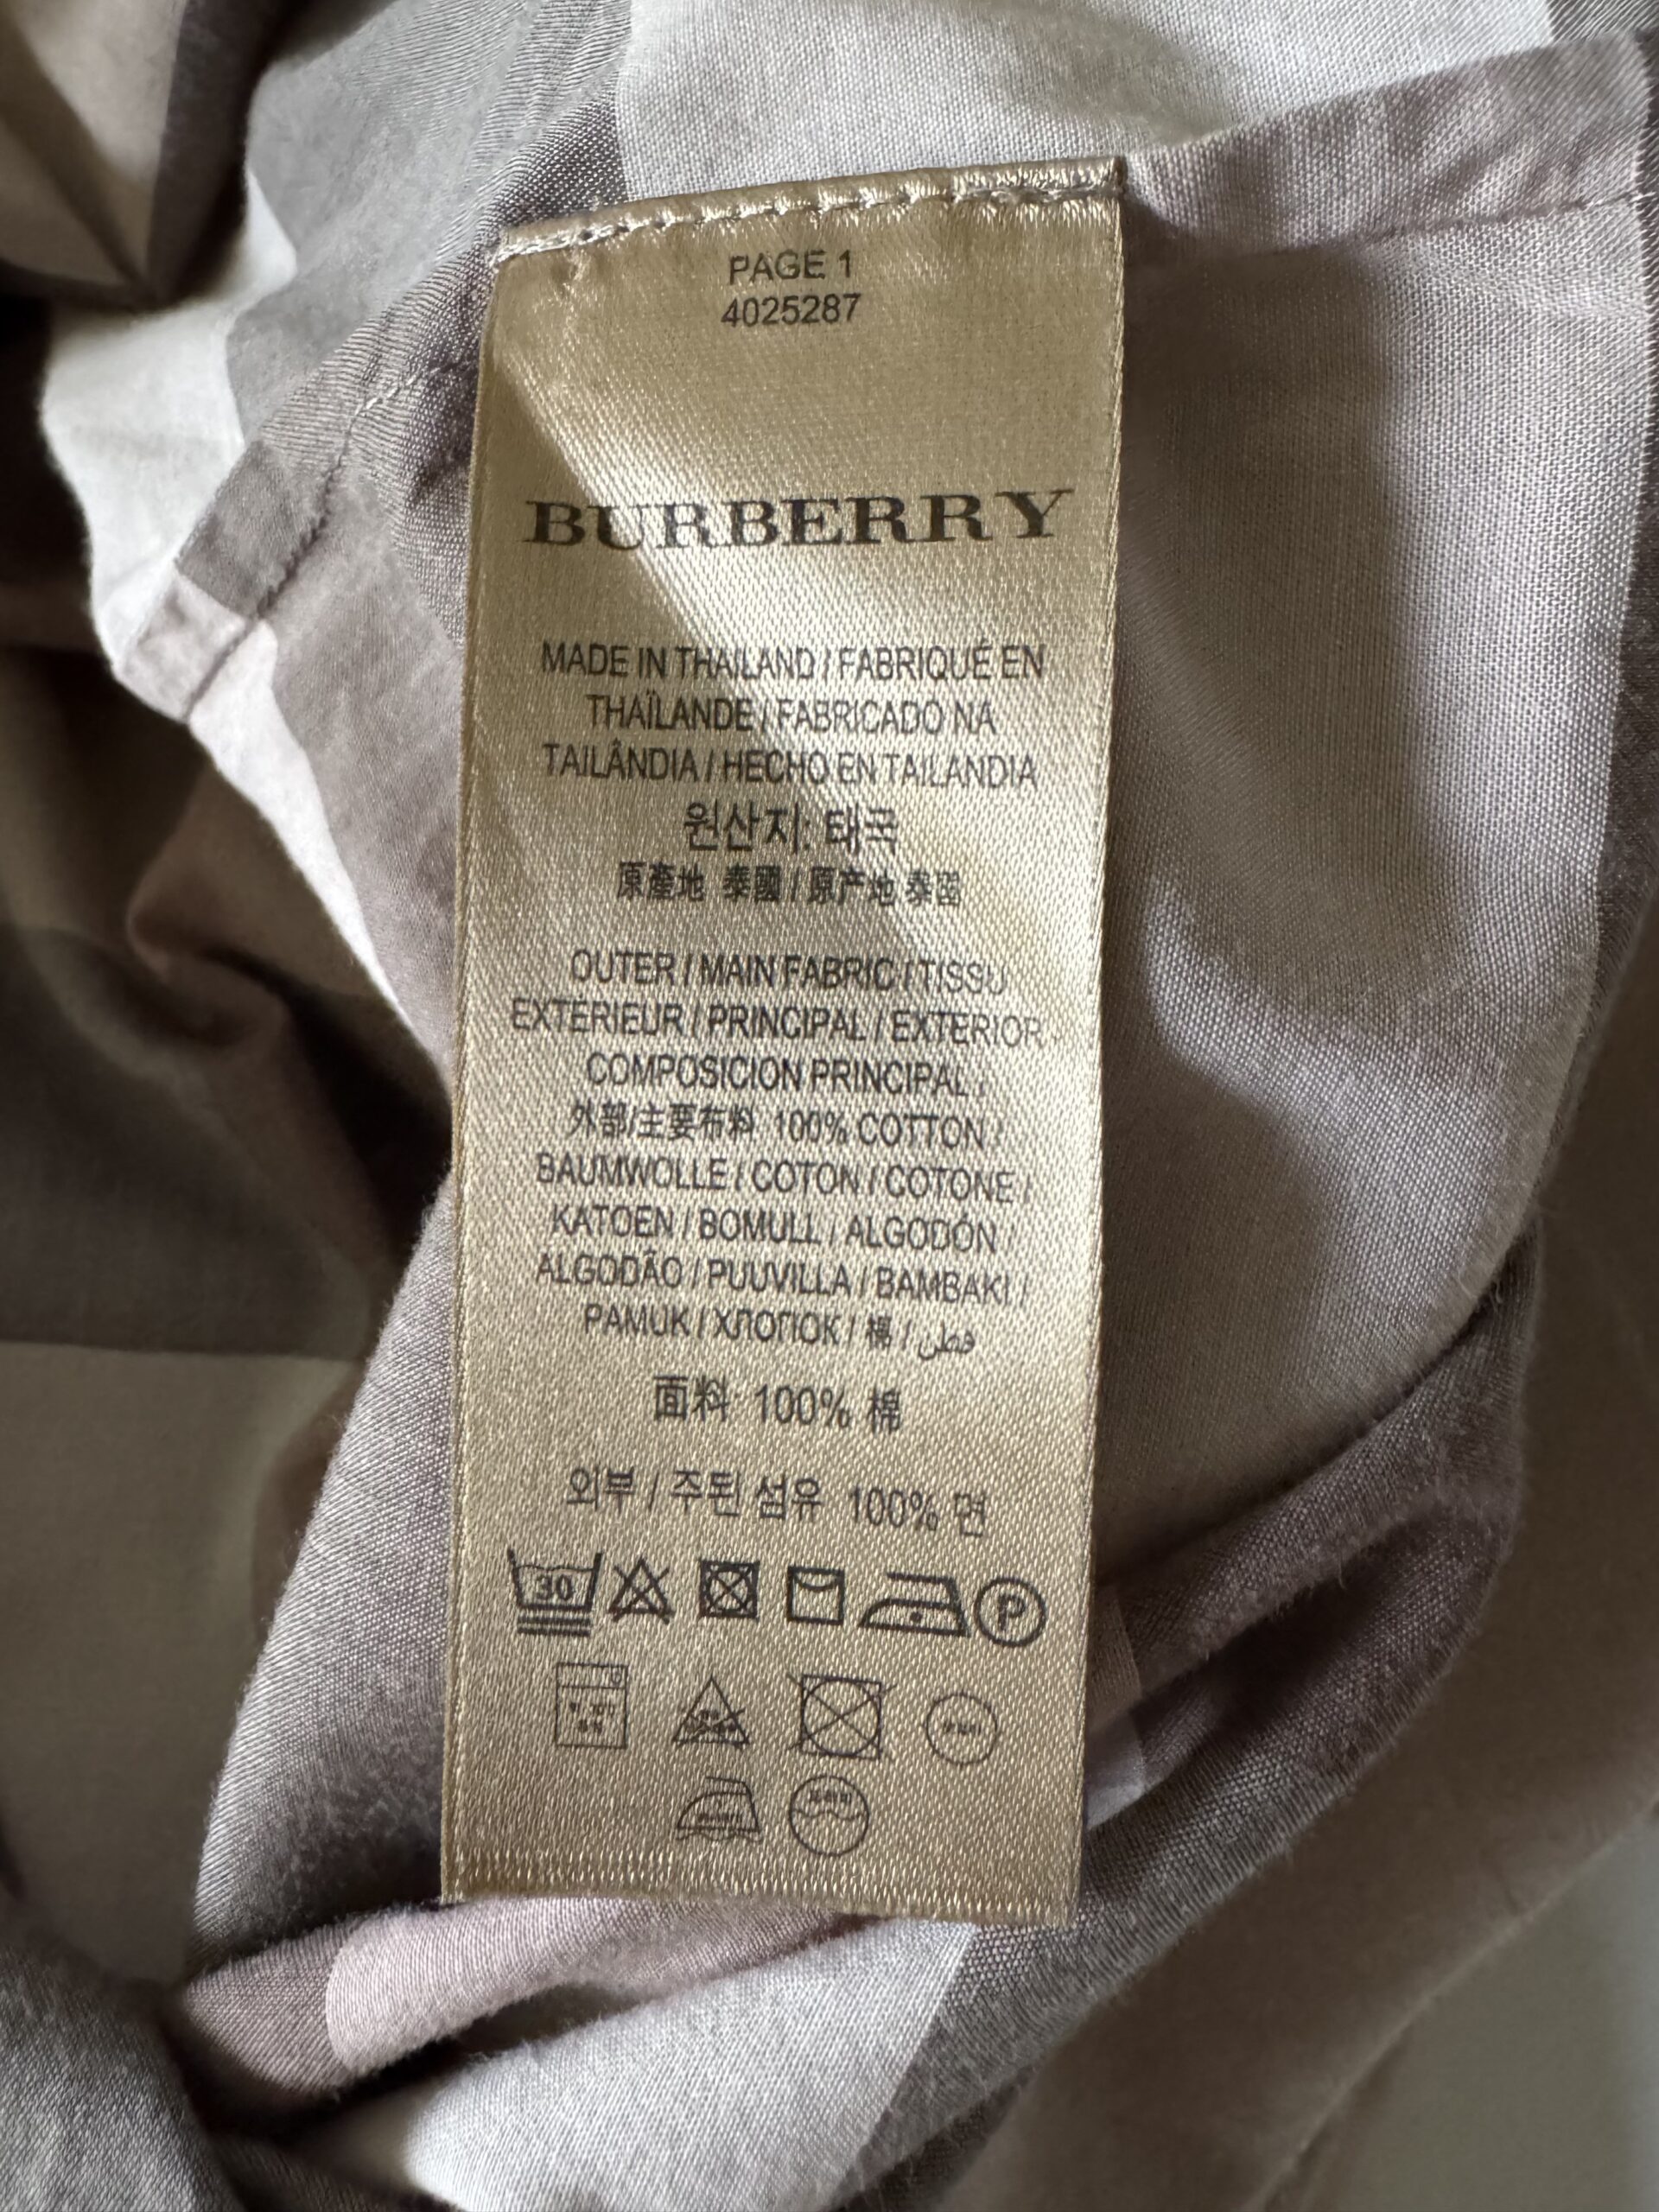 PAGE 1
4025287
BURBERRY
MADE IN THAILAND / FABRIQUÉ EN
THAÏLANDE / FABRICADO NA
TAILÂNDIA / HECHO EN TAILANDIA
원산지: 태국
原產地 泰國 / 原产地 泰國
OUTER / MAIN FABRIC / TISSU
EXTERIEUR / PRINCIPAL / EXTERIOR
COMPOSICION PRINCIPAL /
外部/主要布料 100% COTTON /
BAUMWOLLE / COTON / COTONE /
KATOEN / BOMULL / ALGODÓN /
ALGODÃO / PUUVILLA / BAMBAKI /
PAMUK / ХЛОПОК / 棉 / قطن
面料 100% 棉
외부 / 주된 섬유 100% 면
30 P